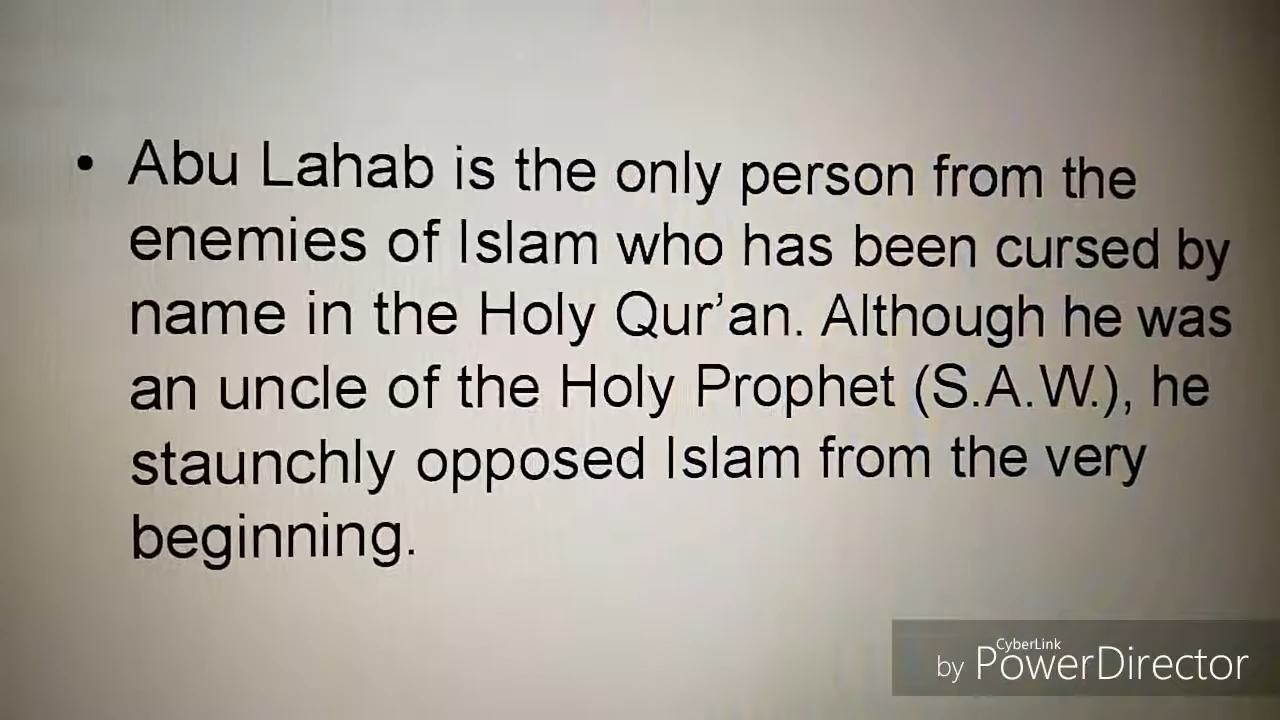 • Abu Lahab is the only person from the
enemies of Islam who has been cursed by
name in the Holy Qur’an. Although he was
an uncle of the Holy Prophet (S.A.W.), he
staunchly opposed Islam from the very
beginning.
CyberLink
by PowerDirector